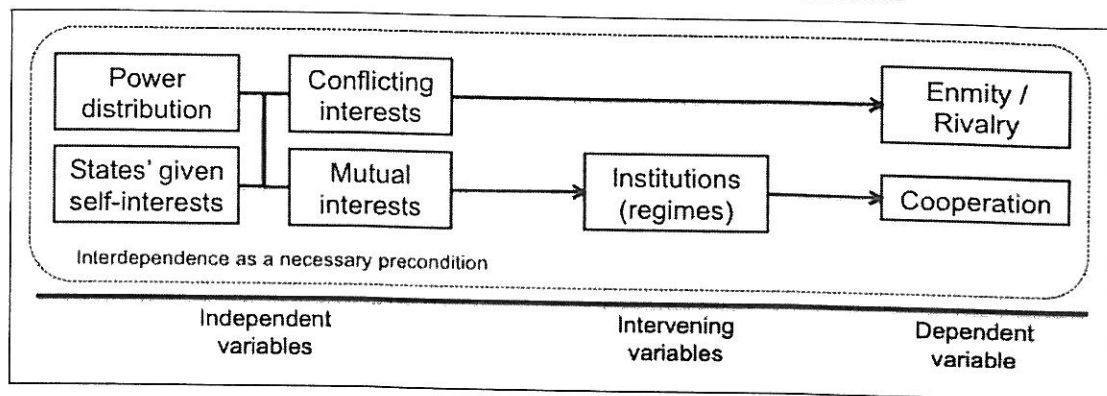 Power
distribution
Conflicting
interests
Enmity /
Rivalry
States' given
self-interests
Mutual
interests
Institutions
(regimes)
Cooperation
Interdependence as a necessary precondition
Independent
variables
Intervening
variables
Dependent
variable